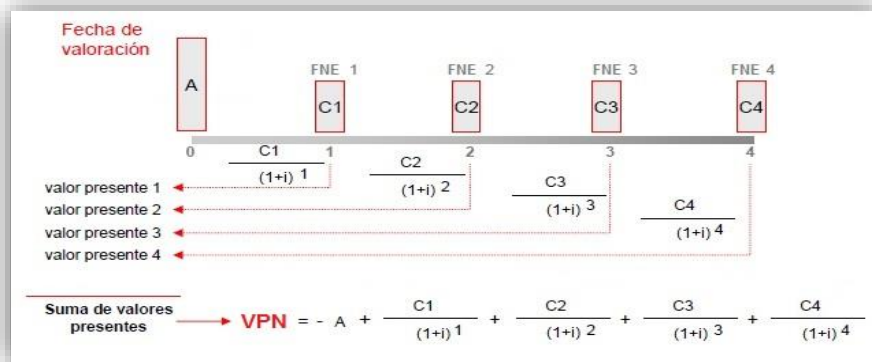 Fecha de
valoración
FNE 1 FNE 2 FNE 3 FNE 4
A C1 C2 C3 C4
0 1 2 3 4
C1
(1+i) 1
C2
(1+i) 2
C3
(1+i) 3
C4
(1+i) 4
valor presente 1
valor presente 2
valor presente 3
valor presente 4
Suma de valores
presentes
VPN = - A + C1 / (1+i) 1 + C2 / (1+i) 2 + C3 / (1+i) 3 + C4 / (1+i) 4